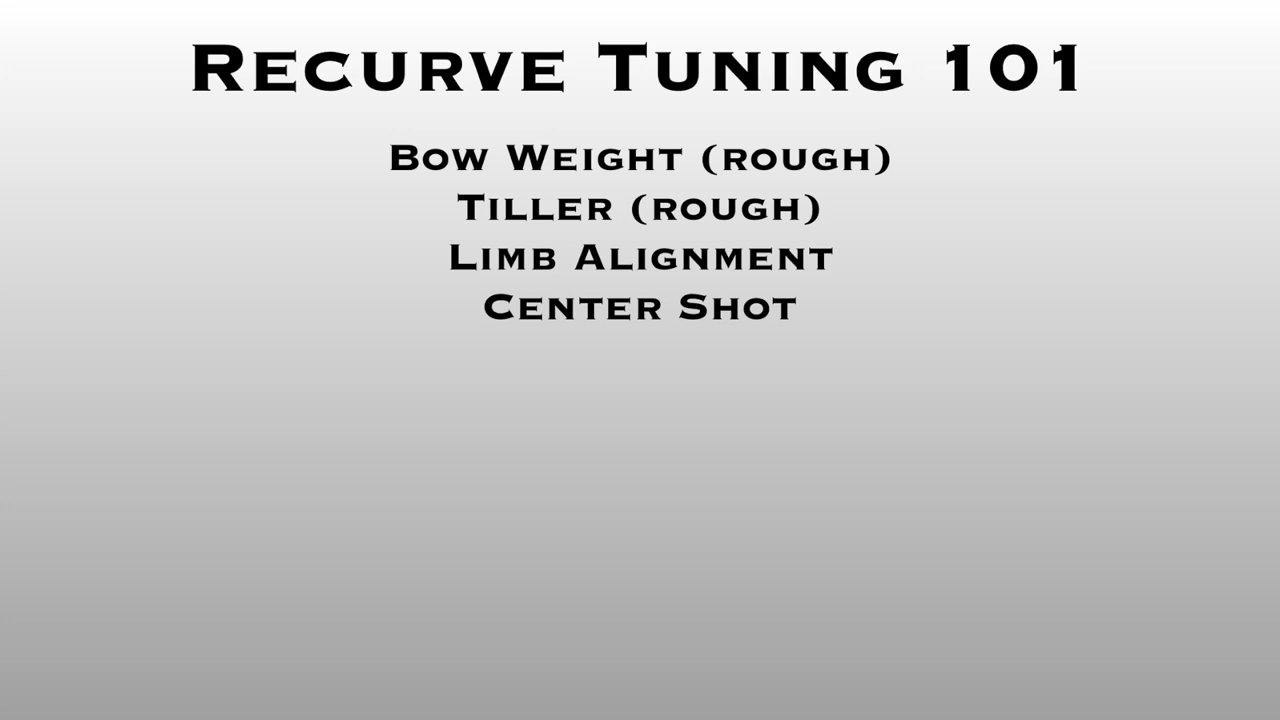 Recurve Tuning 101
Bow Weight (rough)
Tiller (rough)
Limb Alignment
Center Shot